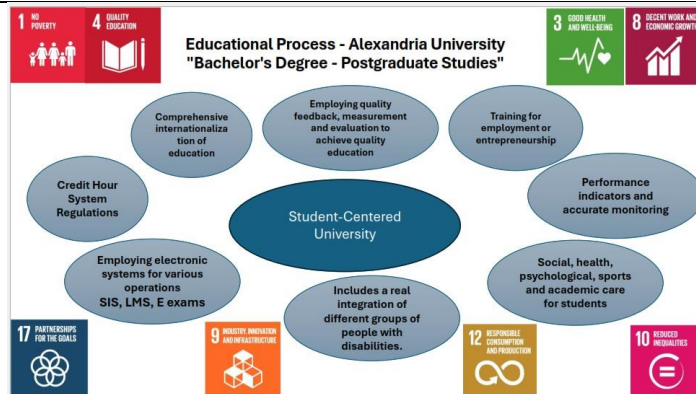 1 NO
POVERTY
4 QUALITY
EDUCATION
Educational Process - Alexandria University
"Bachelor's Degree - Postgraduate Studies"
3 GOOD HEALTH
AND WELL-BEING
8 DECENT WORK AND
ECONOMIC GROWTH
Comprehensive
internationaliza
tion of
education
Employing quality
feedback, measurement
and evaluation to
achieve quality
education
Training for
employment or
entrepreneurship
Credit Hour
System
Regulations
Student-Centered
University
Performance
indicators and
accurate monitoring
Employing electronic
systems for various
operations
SIS, LMS, E exams
Includes a real
integration of
different groups of
people with
disabilities.
Social, health,
psychological, sports
and academic care
for students
17 PARTNERSHIPS
FOR THE GOALS
9 INDUSTRY, INNOVATION
AND INFRASTRUCTURE
12 RESPONSIBLE
CONSUMPTION
AND PRODUCTION
10 REDUCED
INEQUALITIES